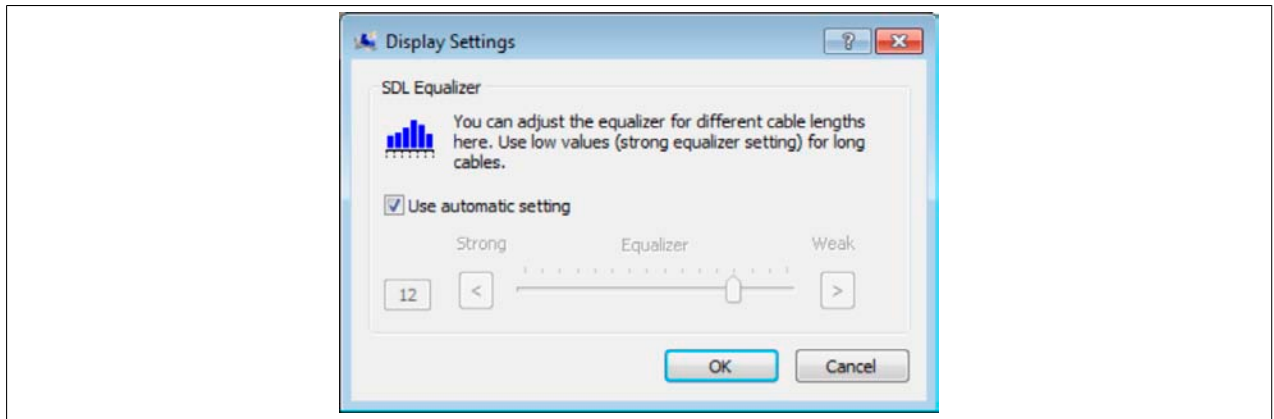 Display Settings
SDL Equalizer
You can adjust the equalizer for different cable lengths
here. Use low values (strong equalizer setting) for long
cables.
Use automatic setting
Strong Equalizer Weak
12 < >
OK Cancel